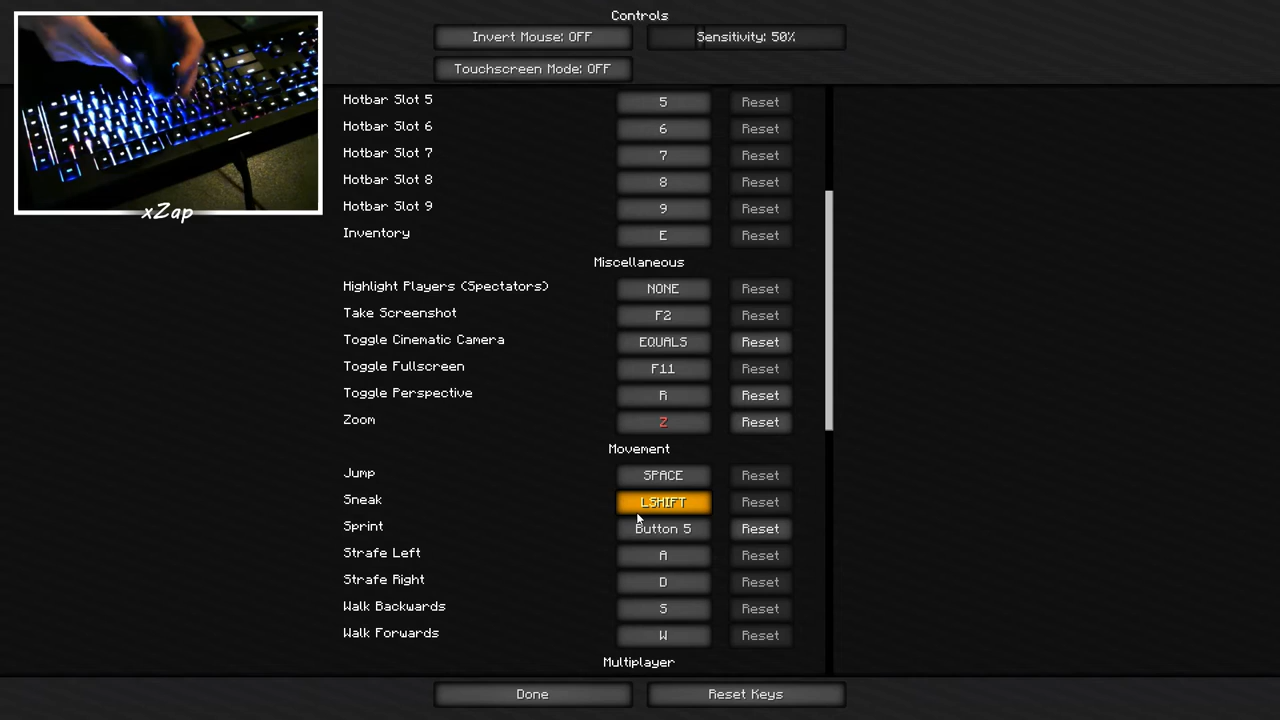 Controls
Invert Mouse: OFF
Sensitivity: 50%
Touchscreen Mode: OFF
xZap
Hotbar Slot 5 5 Reset
Hotbar Slot 6 6 Reset
Hotbar Slot 7 7 Reset
Hotbar Slot 8 8 Reset
Hotbar Slot 9 9 Reset
Inventory E Reset
Miscellaneous
Highlight Players (Spectators) NONE Reset
Take Screenshot F2 Reset
Toggle Cinematic Camera EQUALS Reset
Toggle Fullscreen F11 Reset
Toggle Perspective R Reset
Zoom Z Reset
Movement
Jump SPACE Reset
Sneak LSHIFT Reset
Sprint Button 5 Reset
Strafe Left A Reset
Strafe Right D Reset
Walk Backwards S Reset
Walk Forwards W Reset
Multiplayer
Done
Reset Keys